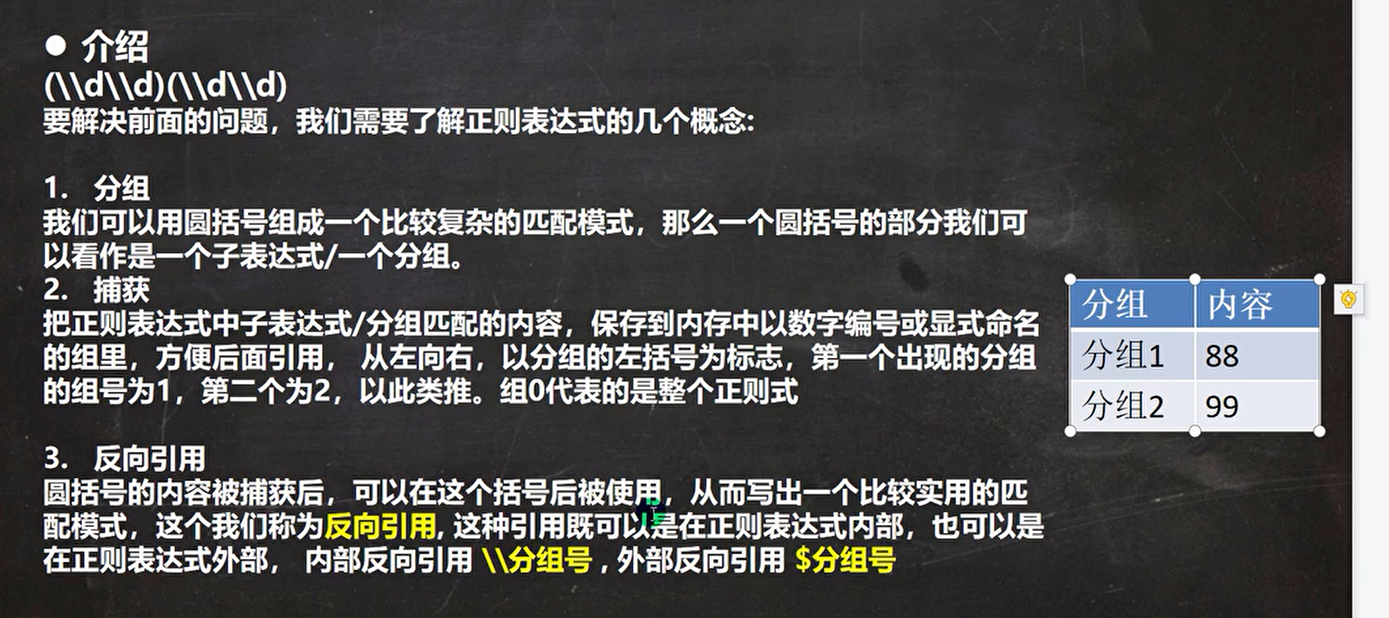 ● 介绍
(\\d\\d)(\\d\\d)
要解决前面的问题，我们需要了解正则表达式的几个概念:
1. 分组
我们可以用圆括号组成一个比较复杂的匹配模式，那么一个圆括号的部分我们可
以看作是一个子表达式/一个分组。
2. 捕获
把正则表达式中子表达式/分组匹配的内容，保存到内存中以数字编号或显式命名
的组里，方便后面引用， 从左向右，以分组的左括号为标志，第一个出现的分组
的组号为1，第二个为2，以此类推。组0代表的是整个正则式
3. 反向引用
圆括号的内容被捕获后，可以在这个括号后被使用，从而写出一个比较实用的匹
配模式，这个我们称为反向引用, 这种引用既可以是在正则表达式内部，也可以是
在正则表达式外部， 内部反向引用 \\分组号 , 外部反向引用 $分组号
分组 内容
分组1 88
分组2 99